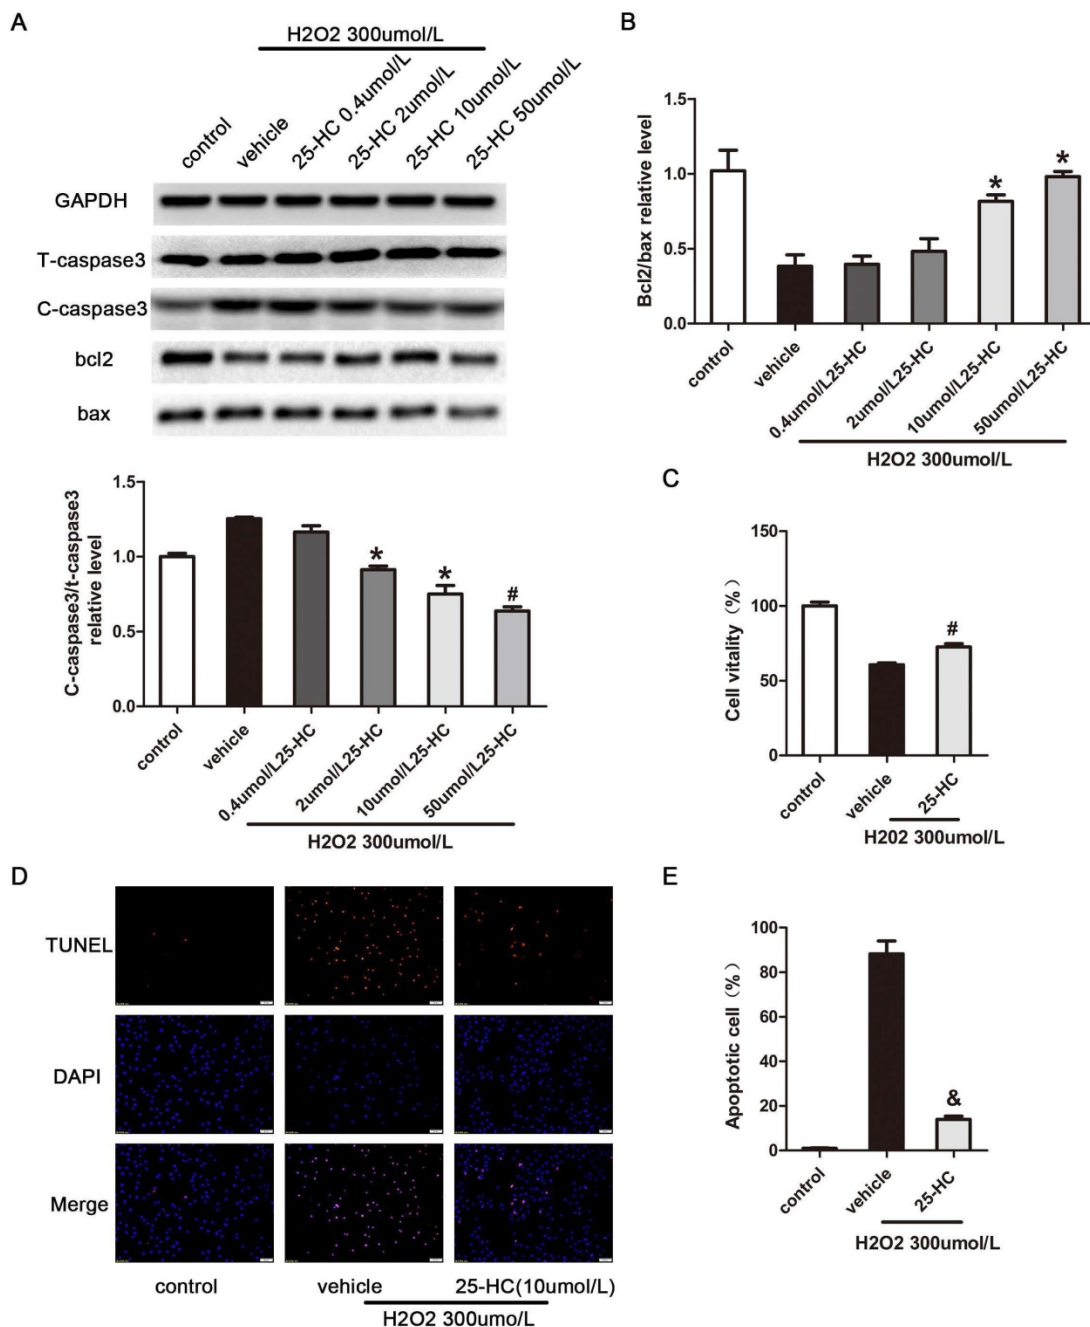 A
H2O2 300umol/L
control
vehicle
25-HC 0.4umol/L
25-HC 2umol/L
25-HC 10umol/L
25-HC 50umol/L
GAPDH
T-caspase3
C-caspase3
bcl2
bax
C-caspase3/t-caspase3
relative level
1.5
1.0
0.5
0.0
*
*
#
control
vehicle
0.4umol/L25-HC
2umol/L25-HC
10umol/L25-HC
50umol/L25-HC
H2O2 300umol/L
B
Bcl2/bax relative level
1.5
1.0
0.5
0.0
*
*
control
vehicle
0.4umol/L25-HC
2umol/L25-HC
10umol/L25-HC
50umol/L25-HC
H2O2 300umol/L
C
Cell vitality（%）
150
100
50
0
#
control
vehicle
25-HC
H202 300umol/L
D
TUNEL
DAPI
Merge
control
vehicle
25-HC(10umol/L)
H2O2 300umo/L
E
Apoptotic cell（%）
100
80
60
40
20
0
&
control
vehicle
25-HC
H2O2 300umol/L